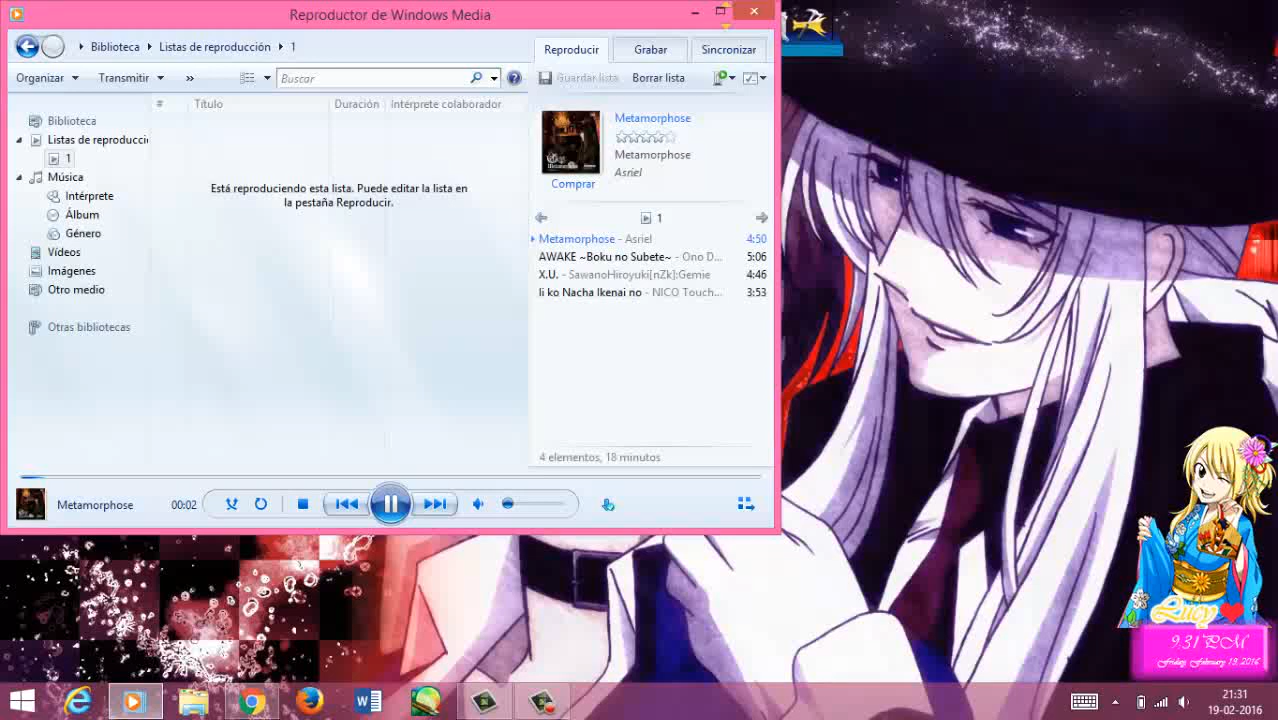 Reproductor de Windows Media
Biblioteca Listas de reproducción 1
Reproducir Grabar Sincronizar
Organizar Transmitir » Buscar
Guardar lista Borrar lista
# Título Duración Intérprete colaborador
Biblioteca
Listas de reproducci
1
Música
Intérprete
Álbum
Género
Vídeos
Imágenes
Otro medio
Otras bibliotecas
Está reproduciendo esta lista. Puede editar la lista en
la pestaña Reproducir.
Metamorphose
Metamorphose
Asriel
Comprar
1
Metamorphose - Asriel 4:50
AWAKE ~Boku no Subete~ - Ono D... 5:06
X.U. - SawanoHiroyuki[nZk]:Gemie 4:46
Ii ko Nacha Ikenai no - NICO Touch... 3:53
4 elementos, 18 minutos
Metamorphose 00:02
Lucy
9:31 PM
Friday, February 19, 2016
21:31
19-02-2016